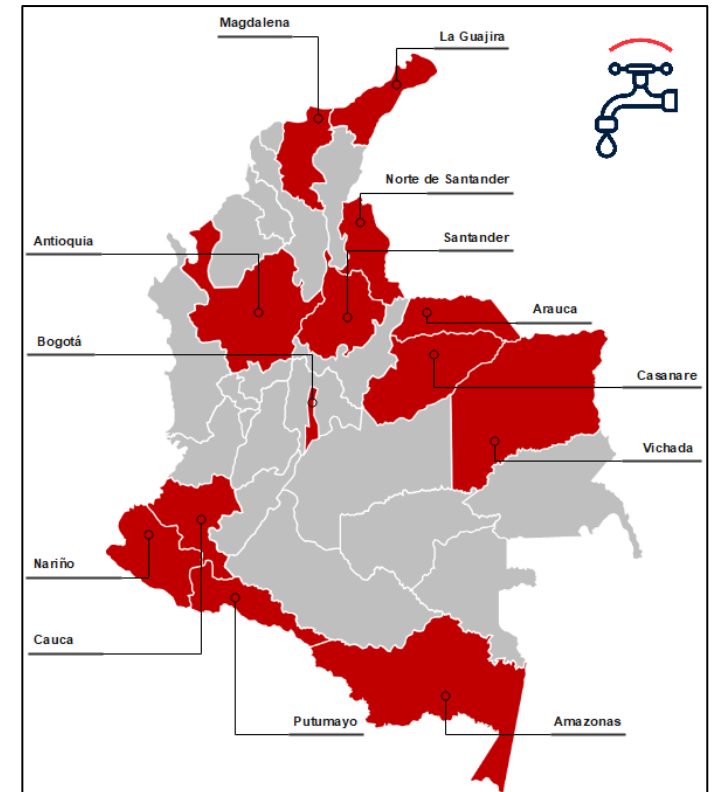 Magdalena
La Guajira
Norte de Santander
Antioquia
Santander
Arauca
Bogotá
Casanare
Vichada
Nariño
Cauca
Putumayo
Amazonas